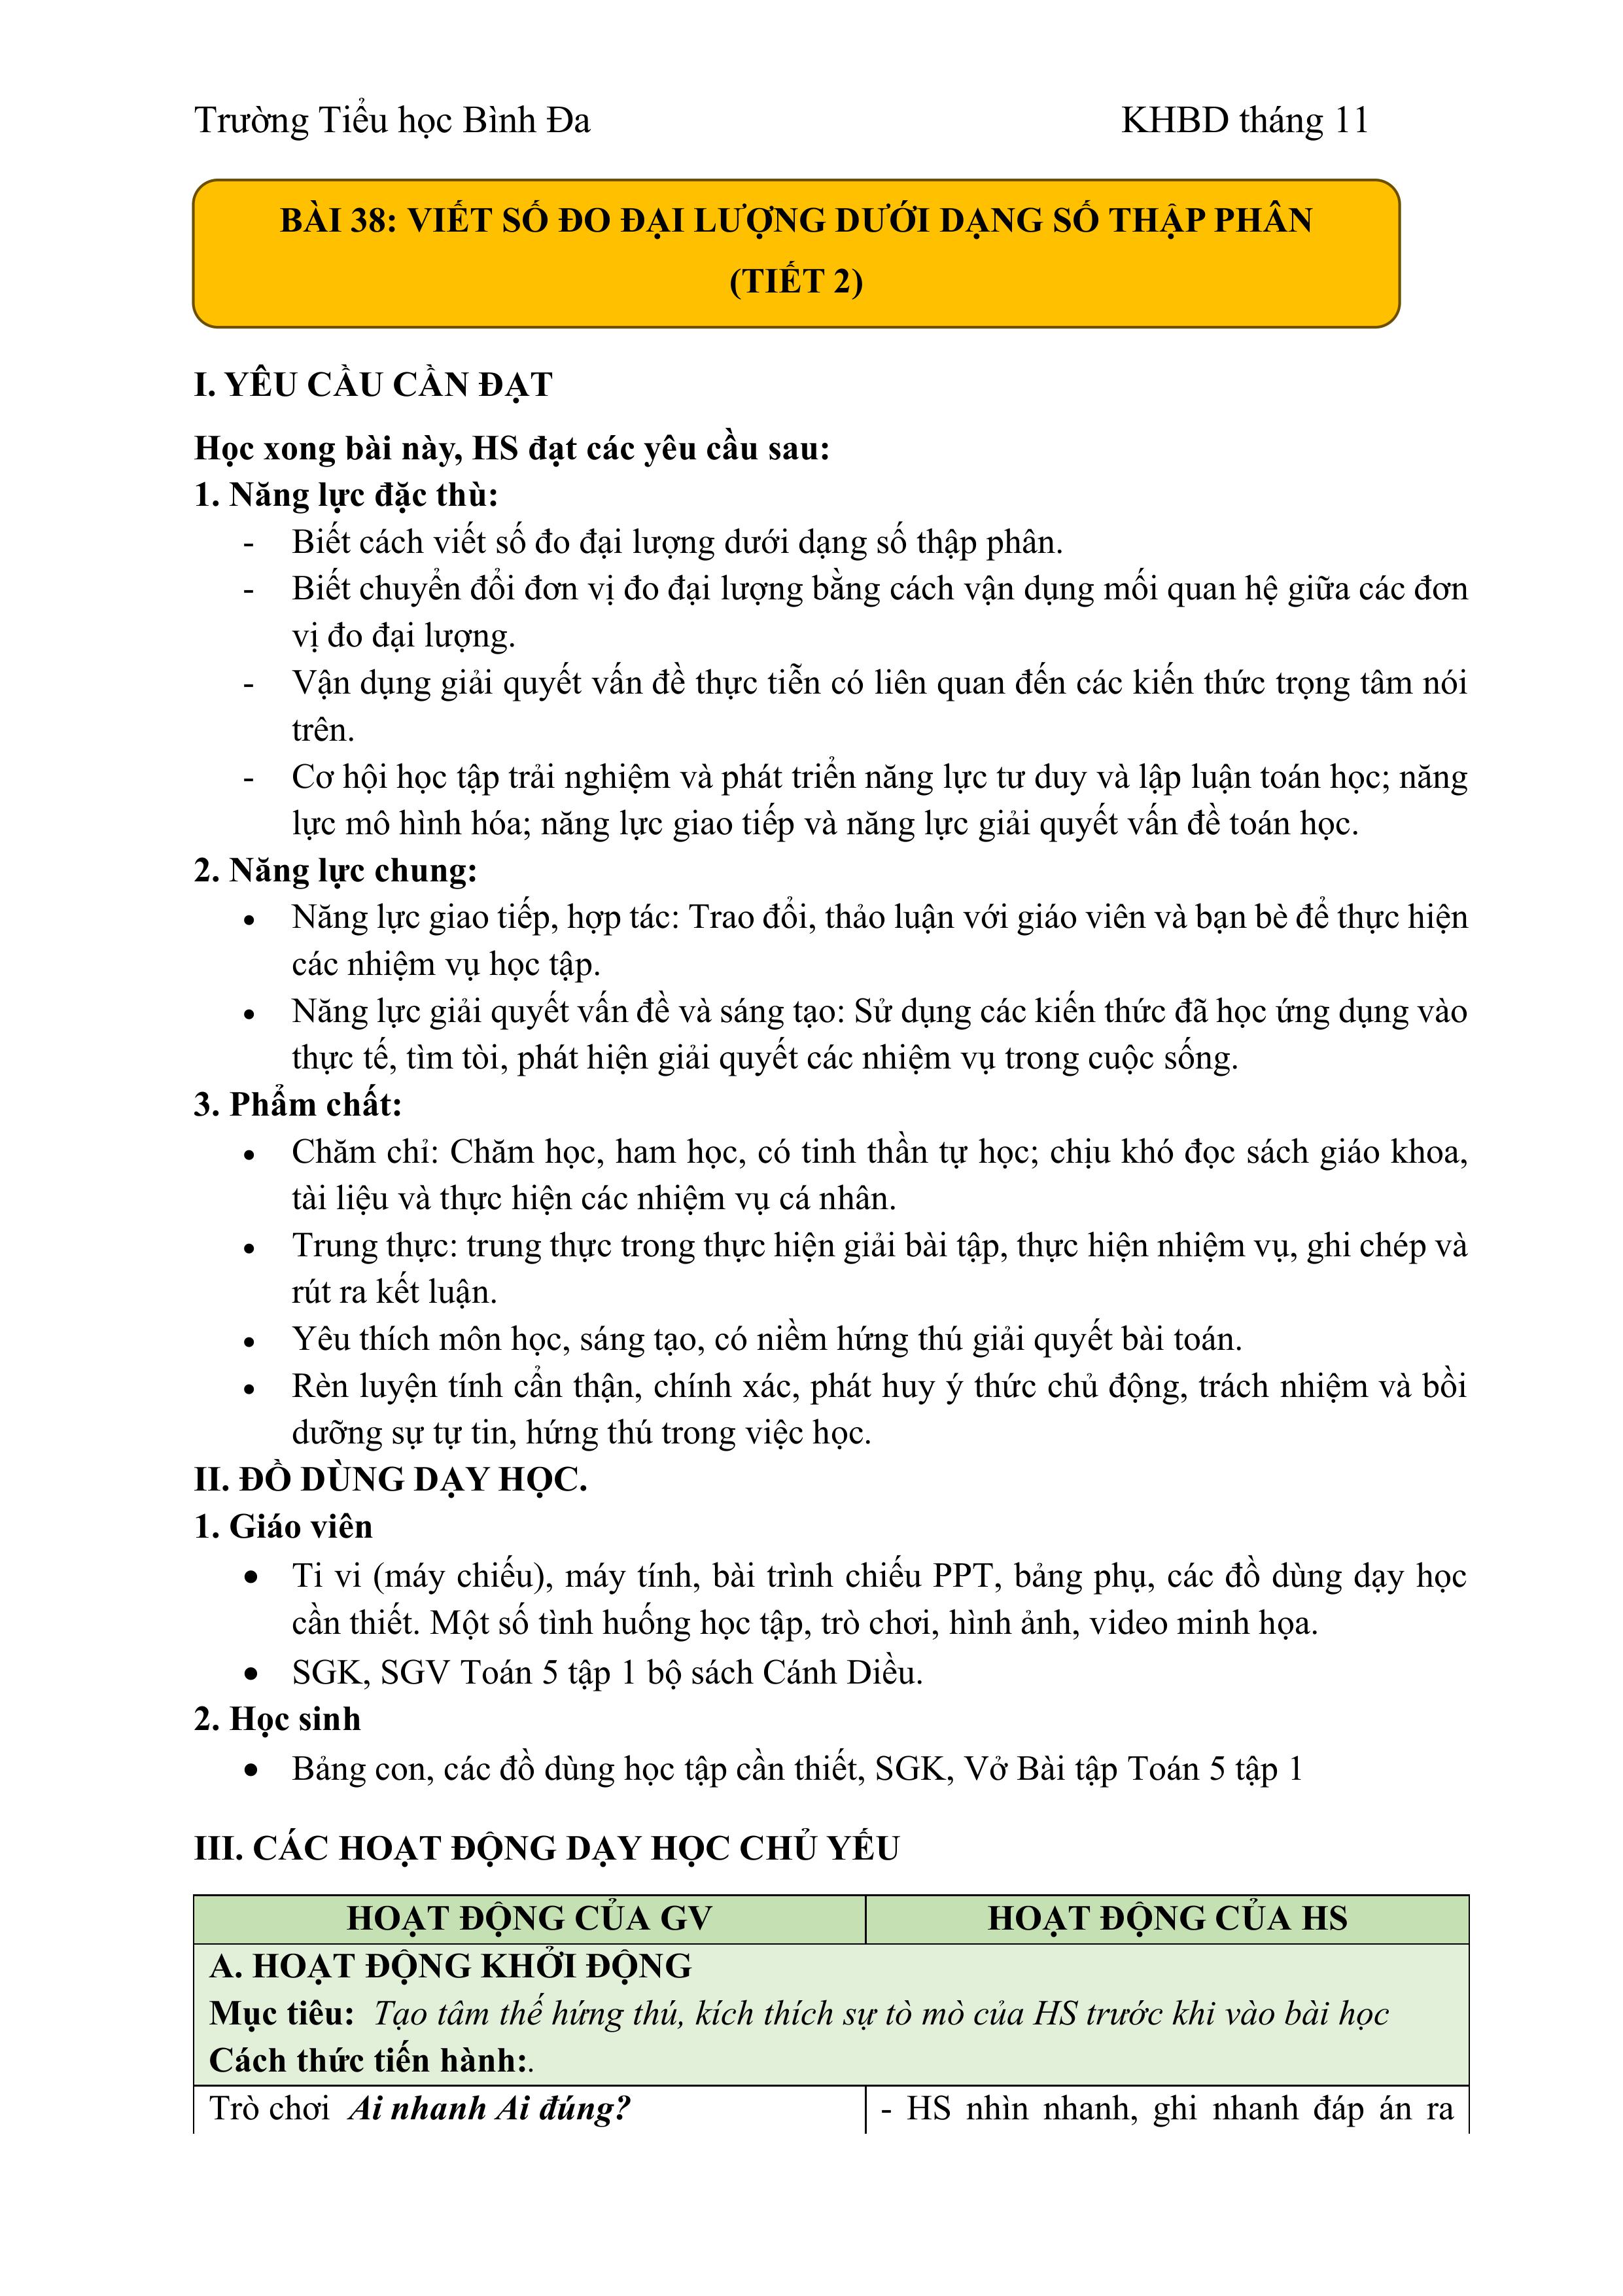 Trường Tiểu học Bình Đa KHBD tháng 11
BÀI 38: VIẾT SỐ ĐO ĐẠI LƯỢNG DƯỚI DẠNG SỐ THẬP PHÂN
(TIẾT 2)
I. YÊU CẦU CẦN ĐẠT
Học xong bài này, HS đạt các yêu cầu sau:
1. Năng lực đặc thù:
- Biết cách viết số đo đại lượng dưới dạng số thập phân.
- Biết chuyển đổi đơn vị đo đại lượng bằng cách vận dụng mối quan hệ giữa các đơn
vị đo đại lượng.
- Vận dụng giải quyết vấn đề thực tiễn có liên quan đến các kiến thức trọng tâm nói
trên.
- Cơ hội học tập trải nghiệm và phát triển năng lực tư duy và lập luận toán học; năng
lực mô hình hóa; năng lực giao tiếp và năng lực giải quyết vấn đề toán học.
2. Năng lực chung:
• Năng lực giao tiếp, hợp tác: Trao đổi, thảo luận với giáo viên và bạn bè để thực hiện
các nhiệm vụ học tập.
• Năng lực giải quyết vấn đề và sáng tạo: Sử dụng các kiến thức đã học ứng dụng vào
thực tế, tìm tòi, phát hiện giải quyết các nhiệm vụ trong cuộc sống.
3. Phẩm chất:
• Chăm chỉ: Chăm học, ham học, có tinh thần tự học; chịu khó đọc sách giáo khoa,
tài liệu và thực hiện các nhiệm vụ cá nhân.
• Trung thực: trung thực trong thực hiện giải bài tập, thực hiện nhiệm vụ, ghi chép và
rút ra kết luận.
• Yêu thích môn học, sáng tạo, có niềm hứng thú giải quyết bài toán.
• Rèn luyện tính cẩn thận, chính xác, phát huy ý thức chủ động, trách nhiệm và bồi
dưỡng sự tự tin, hứng thú trong việc học.
II. ĐỒ DÙNG DẠY HỌC.
1. Giáo viên
• Ti vi (máy chiếu), máy tính, bài trình chiếu PPT, bảng phụ, các đồ dùng dạy học
cần thiết. Một số tình huống học tập, trò chơi, hình ảnh, video minh họa.
• SGK, SGV Toán 5 tập 1 bộ sách Cánh Diều.
2. Học sinh
• Bảng con, các đồ dùng học tập cần thiết, SGK, Vở Bài tập Toán 5 tập 1
III. CÁC HOẠT ĐỘNG DẠY HỌC CHỦ YẾU
HOẠT ĐỘNG CỦA GV HOẠT ĐỘNG CỦA HS
A. HOẠT ĐỘNG KHỞI ĐỘNG
Mục tiêu: Tạo tâm thế hứng thú, kích thích sự tò mò của HS trước khi vào bài học
Cách thức tiến hành:.
Trò chơi Ai nhanh Ai đúng? - HS nhìn nhanh, ghi nhanh đáp án ra